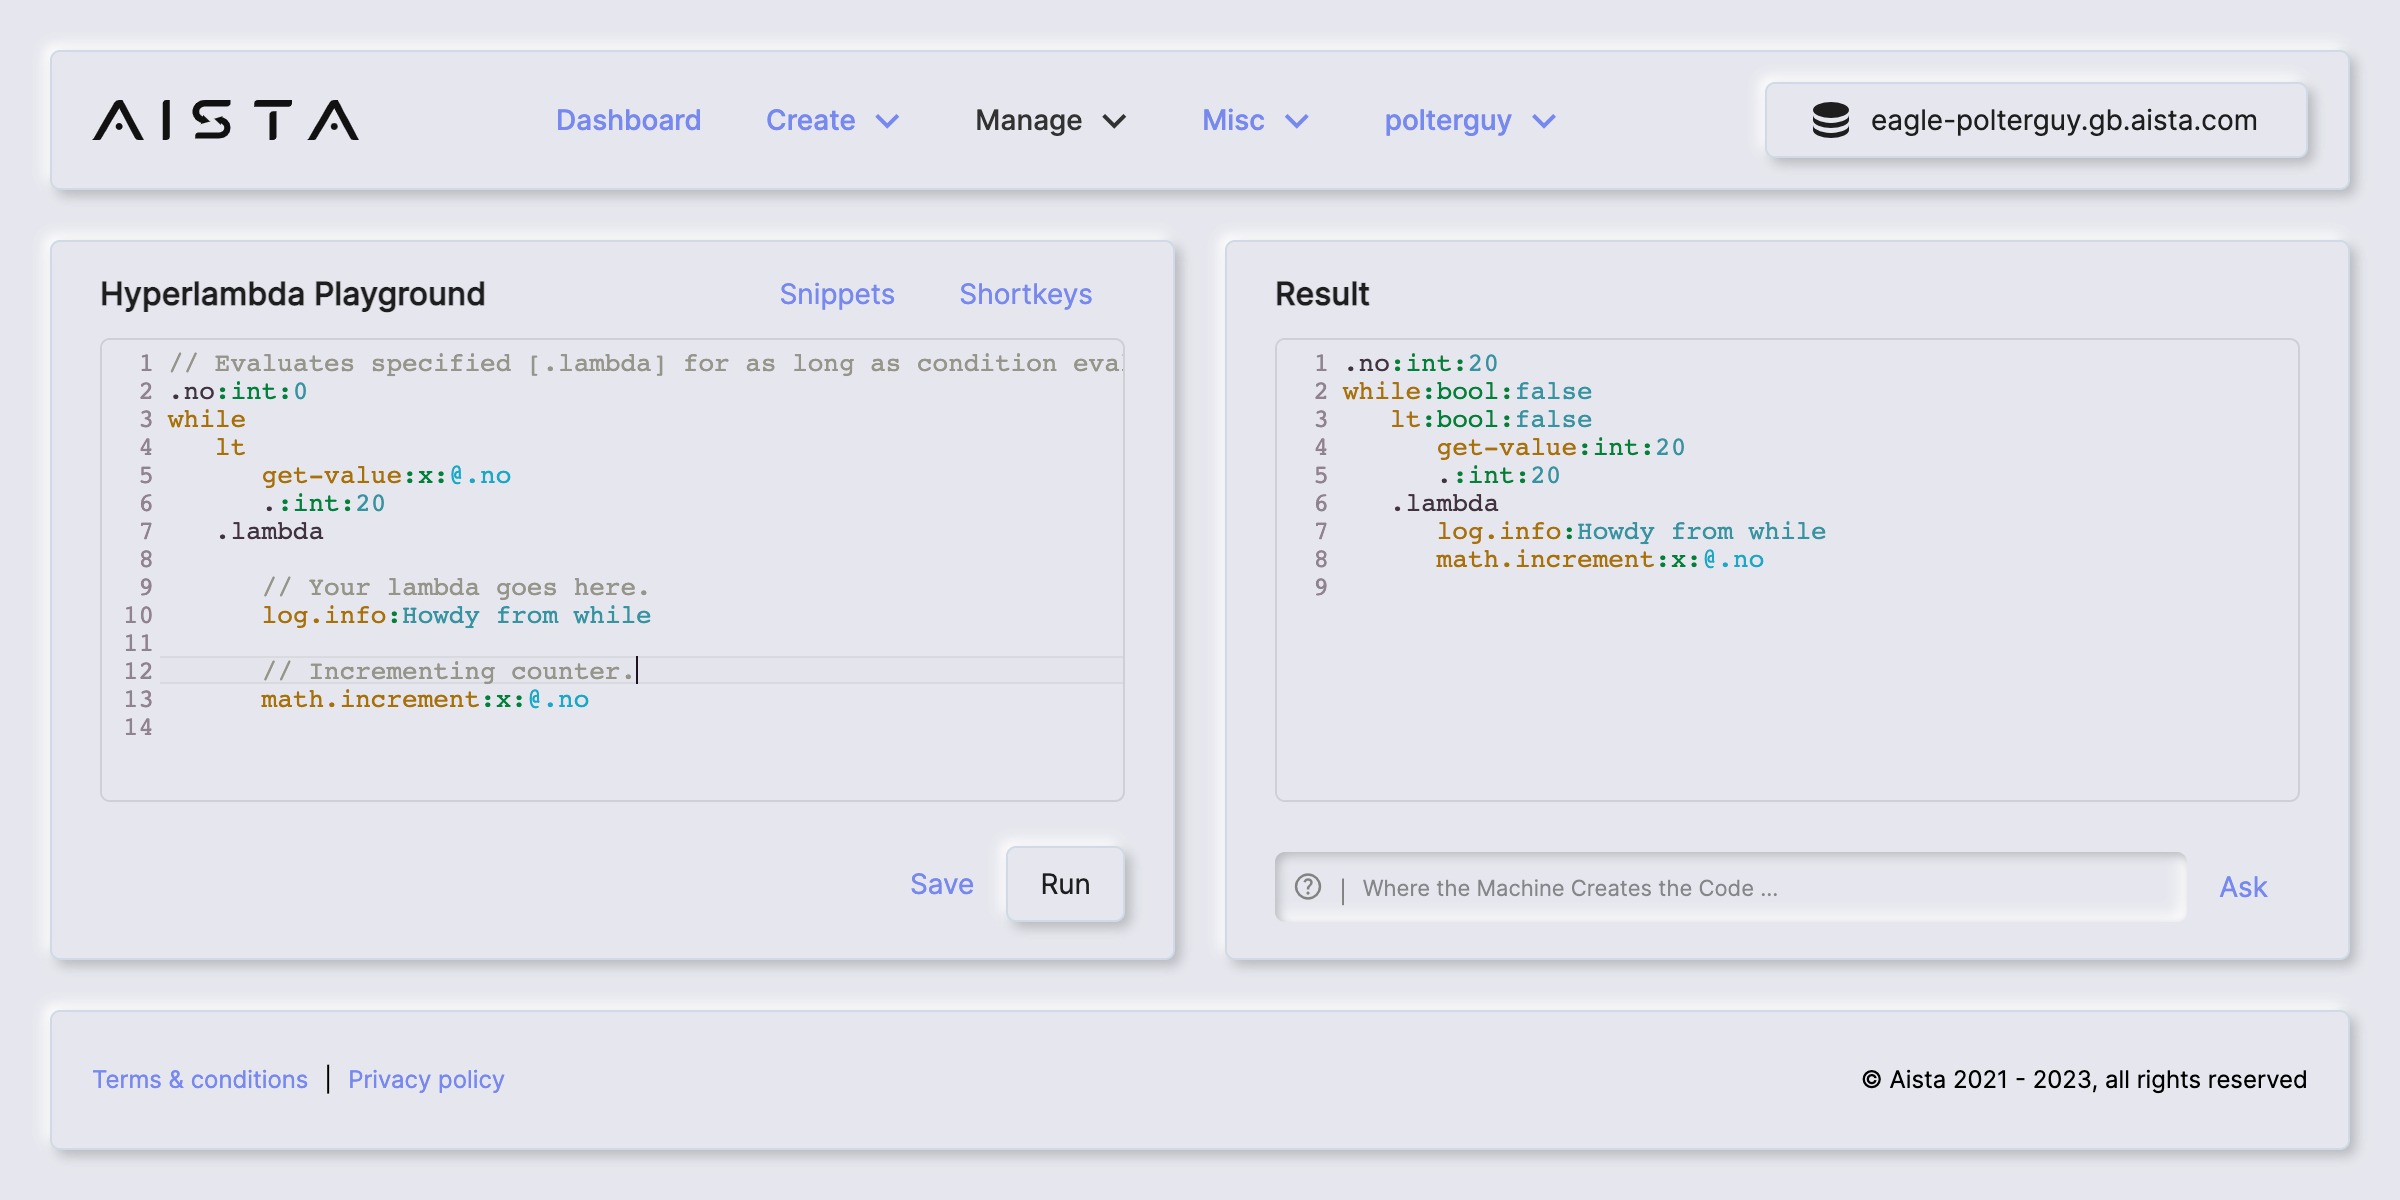 AISTA
Dashboard Create Manage Misc polterguy eagle-polterguy.gb.aista.com
Hyperlambda Playground Snippets Shortkeys
1 // Evaluates specified [.lambda] for as long as condition eva
2 .no:int:0
3 while
4 lt
5 get-value:x:@.no
6 .:int:20
7 .lambda
8
9 // Your lambda goes here.
10 log.info:Howdy from while
11
12 // Incrementing counter.
13 math.increment:x:@.no
14
Save Run
Result
1 .no:int:20
2 while:bool:false
3 lt:bool:false
4 get-value:int:20
5 .:int:20
6 .lambda
7 log.info:Howdy from while
8 math.increment:x:@.no
9
? | Where the Machine Creates the Code ... Ask
Terms & conditions | Privacy policy
© Aista 2021 - 2023, all rights reserved